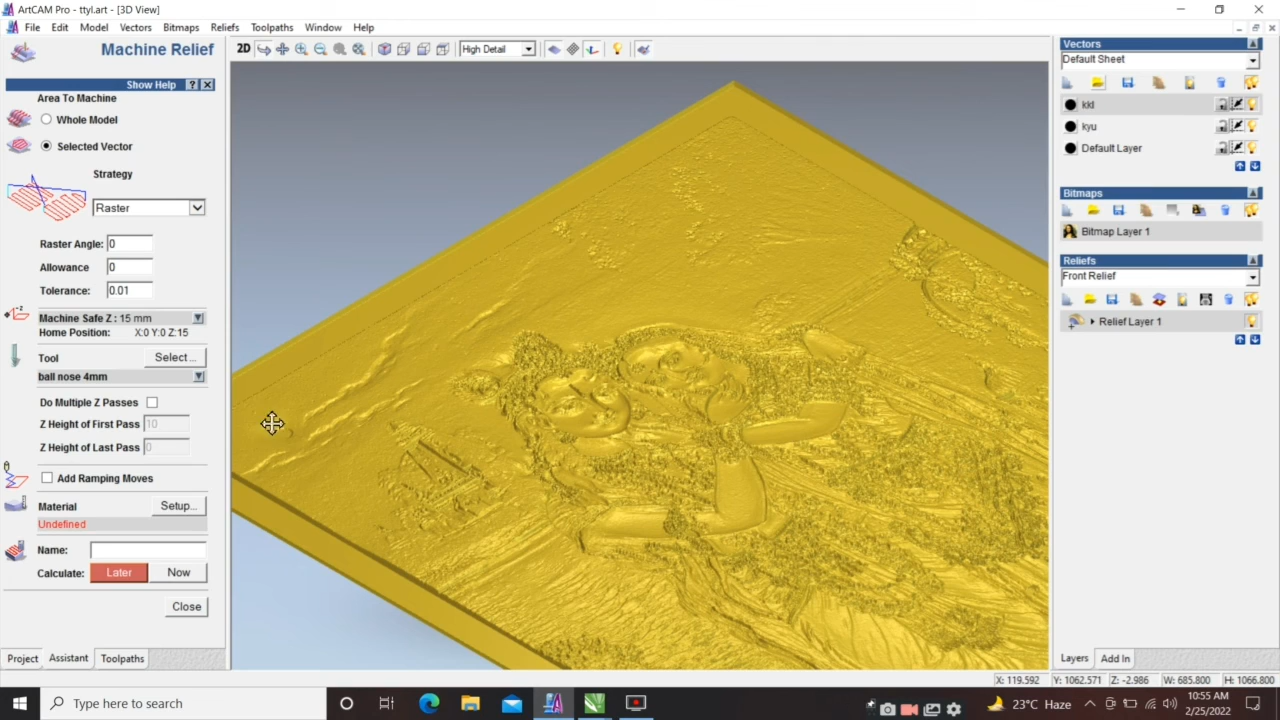 ArtCAM Pro - ttyl.art - [3D View]
File Edit Model Vectors Bitmaps Reliefs Toolpaths Window Help
Machine Relief
2D
High Detail
Show Help ?
Area To Machine
Whole Model
Selected Vector
Strategy
Raster
Raster Angle: 0
Allowance 0
Tolerance: 0.01
Machine Safe Z : 15 mm
Home Position: X:0 Y:0 Z:15
Tool Select...
ball nose 4mm
Do Multiple Z Passes
Z Height of First Pass 10
Z Height of Last Pass 0
Add Ramping Moves
Material Setup...
Undefined
Name:
Calculate: Later Now
Close
Project Assistant Toolpaths
Vectors
Default Sheet
kkl
kyu
Default Layer
Bitmaps
Bitmap Layer 1
Reliefs
Front Relief
Relief Layer 1
Layers Add In
X: 119.592 Y: 1062.571 Z: -2.986 W: 685.800 H: 1066.800
Type here to search
23°C Haze
10:55 AM
2/25/2022